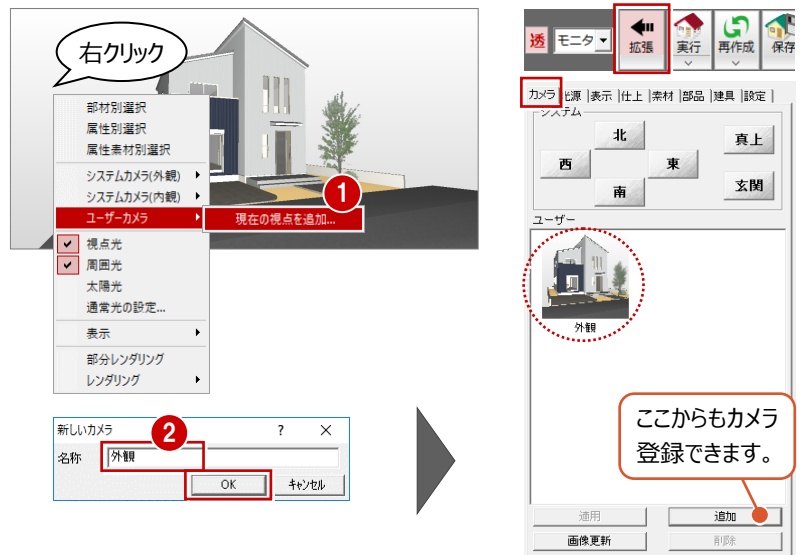 右クリック
部材別選択
属性別選択
属性素材別選択
システムカメラ(外観)
システムカメラ(内観)
ユーザーカメラ
現在の視点を追加...
1
視点光
周囲光
太陽光
通常光の設定...
表示
部分レンダリング
レンダリング
新しいカメラ ? ×
2
名称 外観
OK キャンセル
透 モニタ 拡張 実行 再作成 保存
カメラ 光源 表示 仕上 素材 部品 建具 設定
システム
北
西 東
南
真上
玄関
ユーザー
外観
ここからもカメラ
登録できます。
適用 追加
画像更新 削除